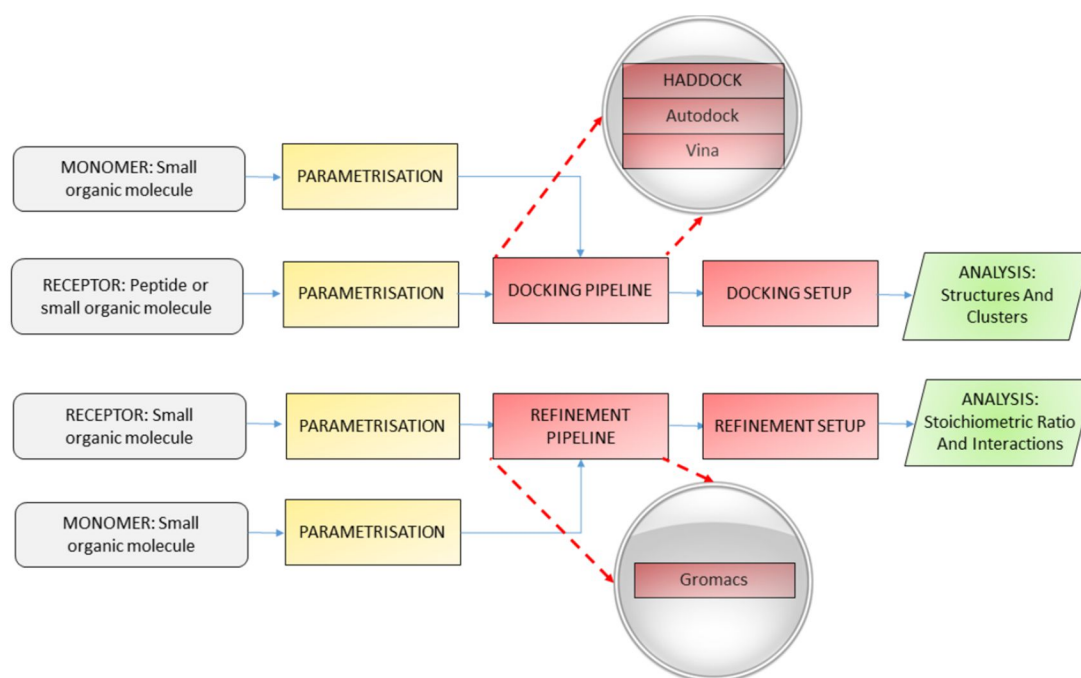 HADDOCK
Autodock
Vina
MONOMER: Small
organic molecule
PARAMETRISATION
RECEPTOR: Peptide or
small organic molecule
PARAMETRISATION
DOCKING PIPELINE
DOCKING SETUP
ANALYSIS:
Structures And
Clusters
RECEPTOR: Small
organic molecule
PARAMETRISATION
REFINEMENT
PIPELINE
REFINEMENT SETUP
ANALYSIS:
Stoichiometric Ratio
And Interactions
MONOMER: Small
organic molecule
PARAMETRISATION
Gromacs